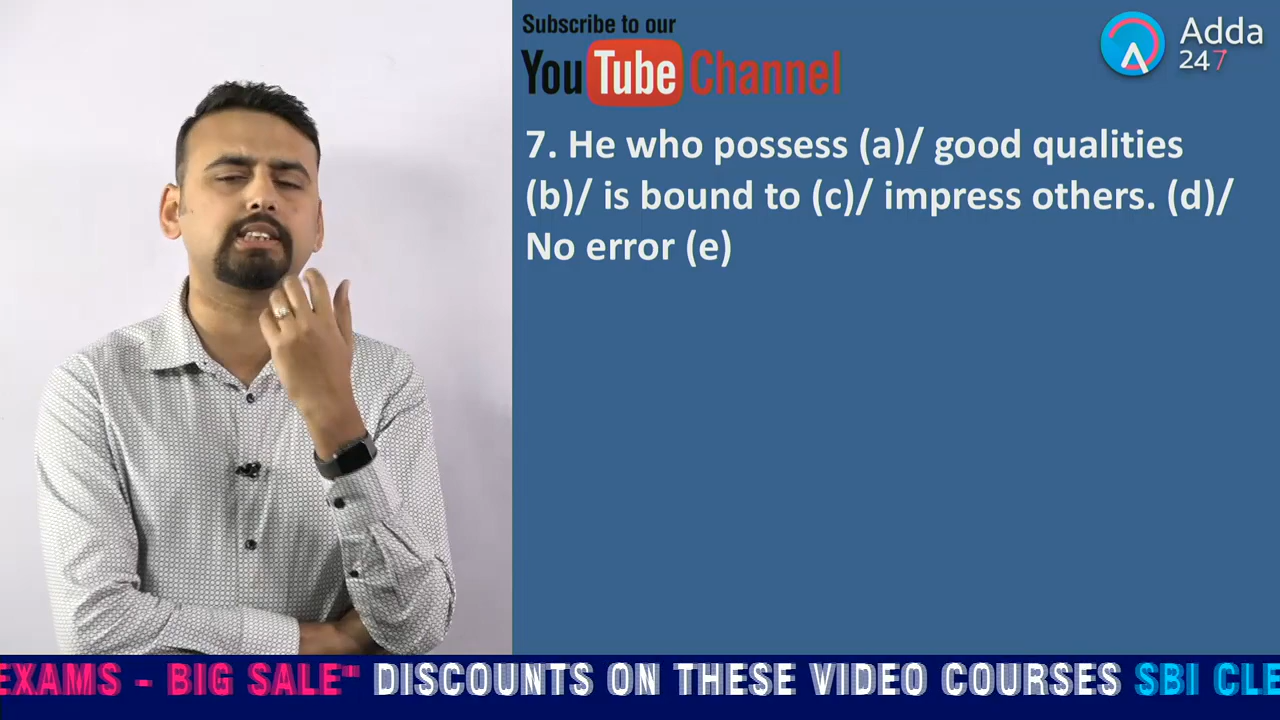 Subscribe to our
YouTube Channel
Adda
247
7. He who possess (a)/ good qualities
(b)/ is bound to (c)/ impress others. (d)/
No error (e)
EXAMS - BIG SALE" DISCOUNTS ON THESE VIDEO COURSES SBI CLE